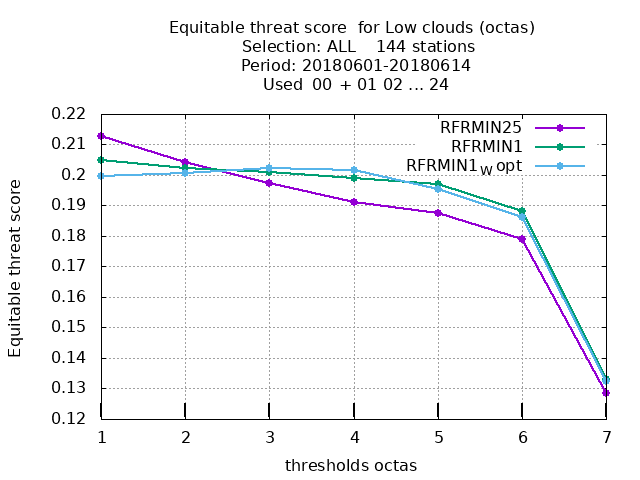 Equitable threat score  for Low clouds (octas)
Selection: ALL    144 stations
Period: 20180601-20180614
Used  00 + 01 02 ... 24
RFRMIN25
RFRMIN1
RFRMIN1W opt
Equitable threat score
0.22
0.21
0.2
0.19
0.18
0.17
0.16
0.15
0.14
0.13
0.12
1 2 3 4 5 6 7
thresholds octas